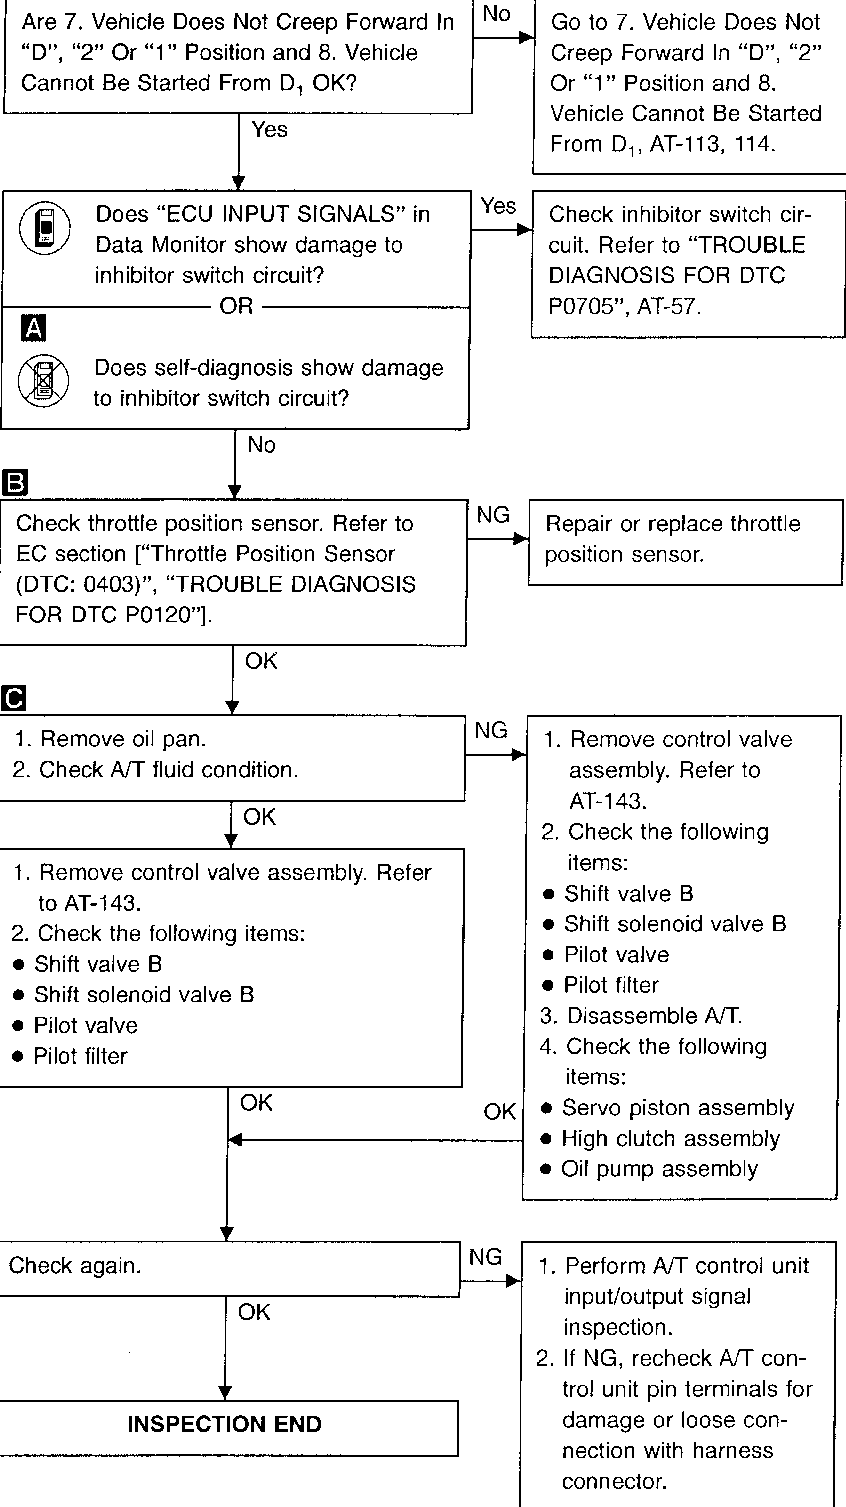 Are 7. Vehicle Does Not Creep Forward In
“D”, “2” Or “1” Position and 8. Vehicle
Cannot Be Started From D1 OK?
No
Go to 7. Vehicle Does Not
Creep Forward In “D”, “2”
Or “1” Position and 8.
Vehicle Cannot Be Started
From D1, AT-113, 114.
Yes
Does “ECU INPUT SIGNALS” in
Data Monitor show damage to
inhibitor switch circuit?
OR
A
Does self-diagnosis show damage
to inhibitor switch circuit?
Yes
Check inhibitor switch cir-
cuit. Refer to “TROUBLE
DIAGNOSIS FOR DTC
P0705”, AT-57.
No
B
Check throttle position sensor. Refer to
EC section [“Throttle Position Sensor
(DTC: 0403)”, “TROUBLE DIAGNOSIS
FOR DTC P0120”].
NG
Repair or replace throttle
position sensor.
OK
C
1. Remove oil pan.
2. Check A/T fluid condition.
NG
1. Remove control valve
assembly. Refer to
AT-143.
2. Check the following
items:
● Shift valve B
● Shift solenoid valve B
● Pilot valve
● Pilot filter
3. Disassemble A/T.
4. Check the following
items:
● Servo piston assembly
● High clutch assembly
● Oil pump assembly
OK
1. Remove control valve assembly. Refer
to AT-143.
2. Check the following items:
● Shift valve B
● Shift solenoid valve B
● Pilot valve
● Pilot filter
OK
OK
Check again.
NG
1. Perform A/T control unit
input/output signal
inspection.
2. If NG, recheck A/T con-
trol unit pin terminals for
damage or loose con-
nection with harness
connector.
OK
INSPECTION END